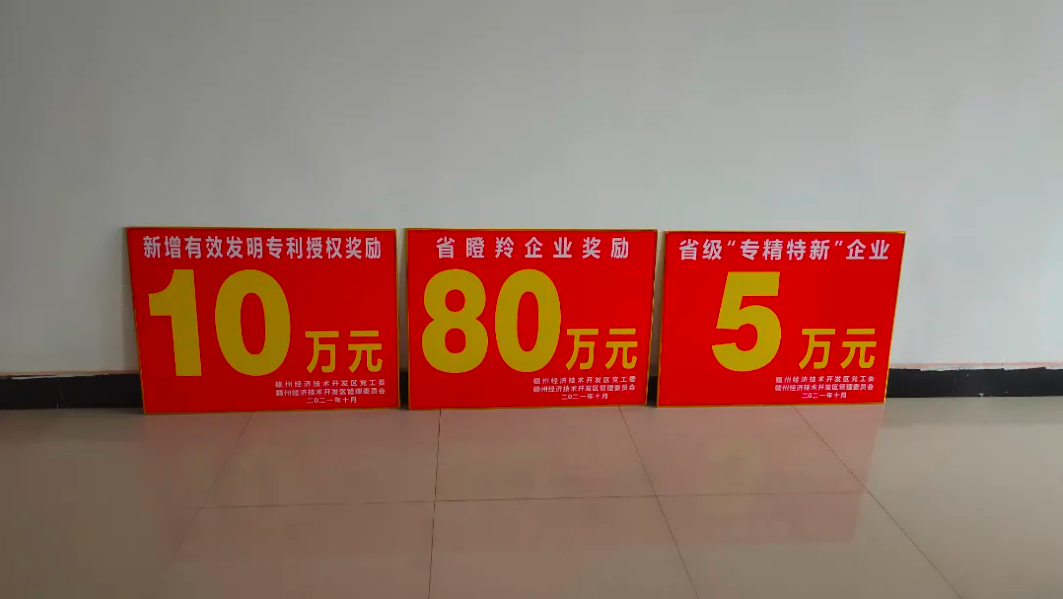 新增有效发明专利授权奖励
10万元
赣州经济技术开发区党工委
赣州经济技术开发区管理委员会
二〇二一年十月
省瞪羚企业奖励
80万元
赣州经济技术开发区党工委
赣州经济技术开发区管理委员会
二〇二一年十月
省级“专精特新”企业
5万元
赣州经济技术开发区党工委
赣州经济技术开发区管理委员会
二〇二一年十月